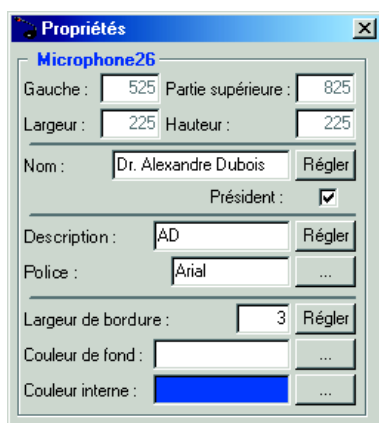 Propriétés
Microphone26
Gauche : 525 Partie supérieure : 825
Largeur : 225 Hauteur : 225
Nom : Dr. Alexandre Dubois Régler
Président :
Description : AD Régler
Police : Arial ...
Largeur de bordure : 3 Régler
Couleur de fond : ...
Couleur interne : ...